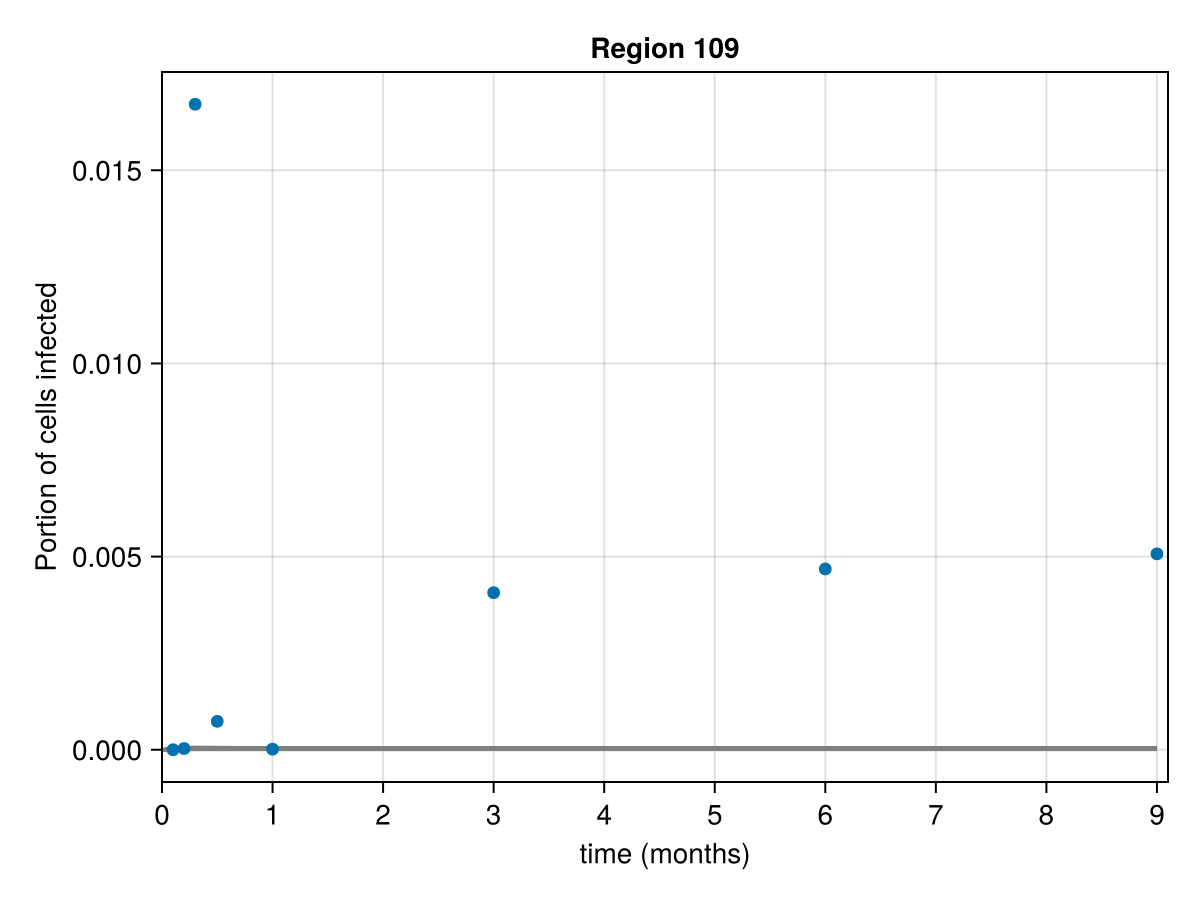 Region 109
Portion of cells infected
0.015
0.010
0.005
0.000
0 1 2 3 4 5 6 7 8 9
time (months)